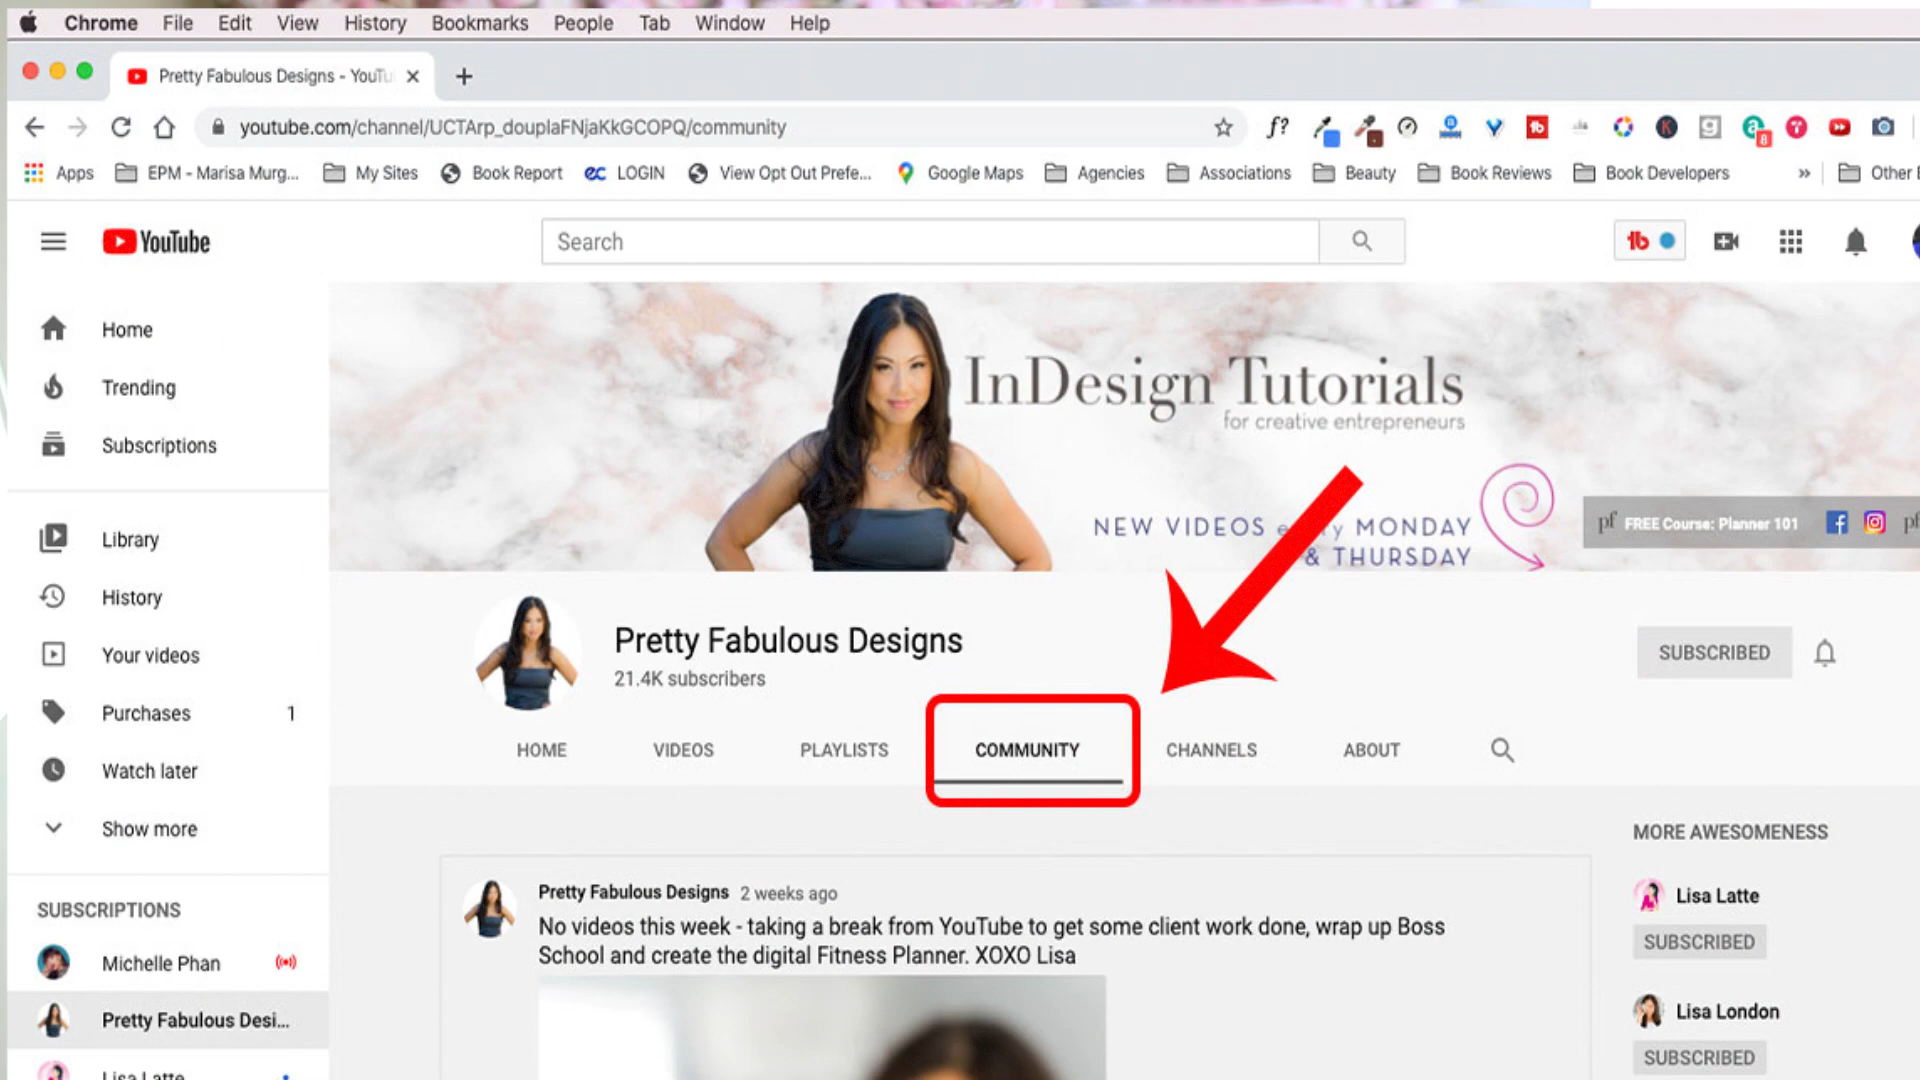 Chrome File Edit View History Bookmarks People Tab Window Help
Pretty Fabulous Designs - YouTu
youtube.com/channel/UCTArp_douplaFNjaKkGCOPQ/community
f?
8
Apps EPM - Marisa Murg... My Sites Book Report ec LOGIN View Opt Out Prefe... Google Maps Agencies Associations Beauty Book Reviews Book Developers » Other
YouTube
Search
Home
Trending
Subscriptions
Library
History
Your videos
Purchases 1
Watch later
Show more
SUBSCRIPTIONS
Michelle Phan
Pretty Fabulous Desi...
Lisa Latte
InDesign Tutorials
for creative entrepreneurs
NEW VIDEOS MONDAY
& THURSDAY
pf FREE Course: Planner 101 pf
Pretty Fabulous Designs
21.4K subscribers
SUBSCRIBED
HOME VIDEOS PLAYLISTS COMMUNITY CHANNELS ABOUT
Pretty Fabulous Designs 2 weeks ago
No videos this week - taking a break from YouTube to get some client work done, wrap up Boss
School and create the digital Fitness Planner. XOXO Lisa
MORE AWESOMENESS
Lisa Latte
SUBSCRIBED
Lisa London
SUBSCRIBED